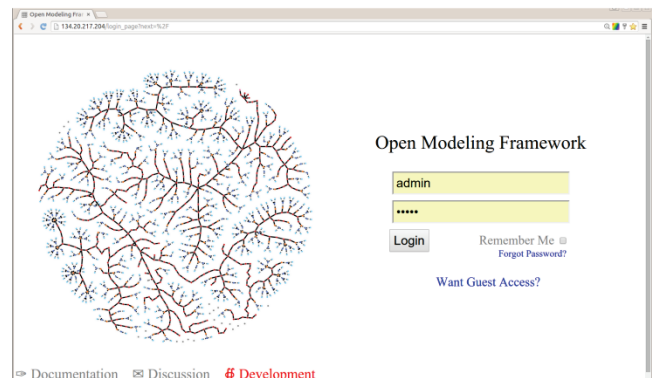 Open Modeling Fra
134.20.217.204/login_page?next=%2F
Open Modeling Framework
admin
•••••
Login
Remember Me
Forgot Password?
Want Guest Access?
Documentation Discussion Development